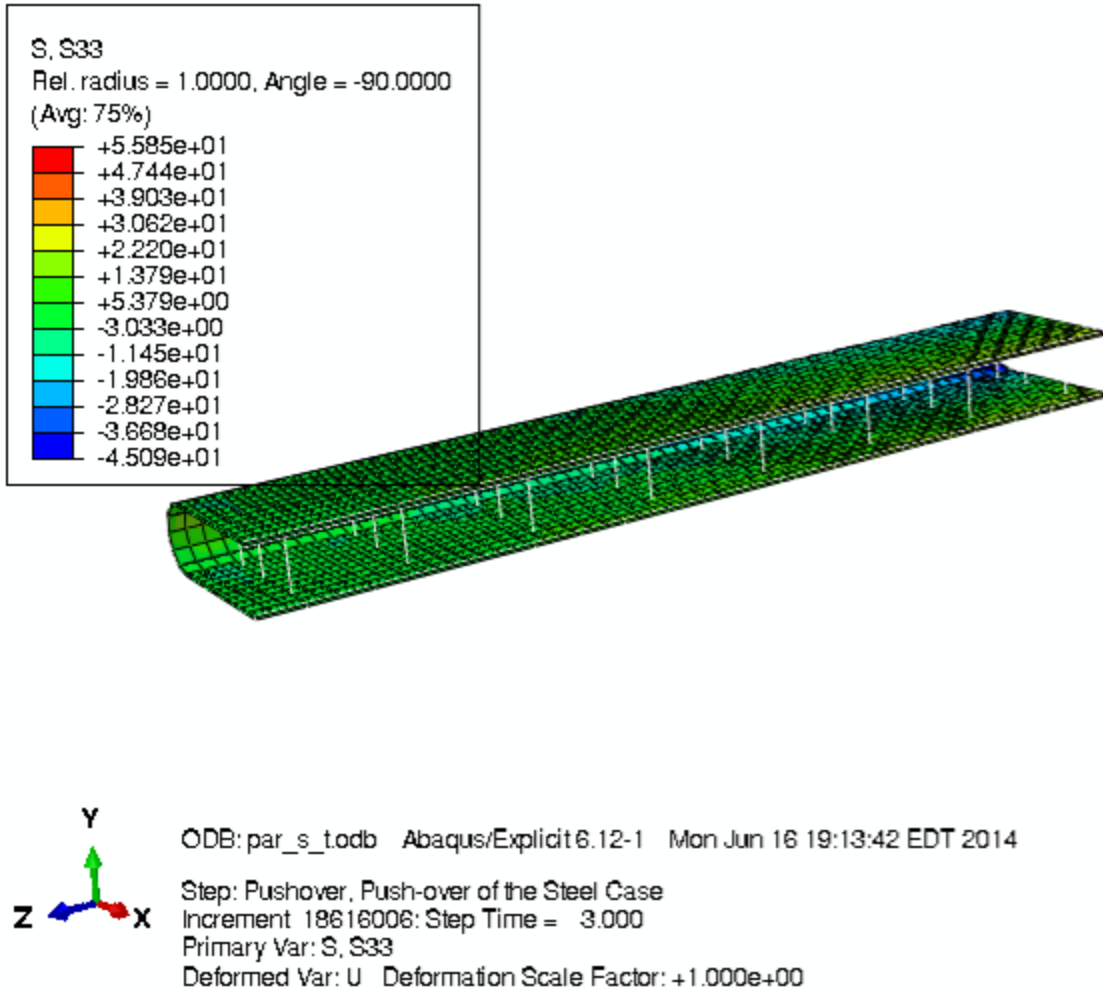 S, S33
Rel. radius = 1.0000, Angle = -90.0000
(Avg: 75%)
+5.585e+01
+4.744e+01
+3.903e+01
+3.062e+01
+2.220e+01
+1.379e+01
+5.379e+00
-3.033e+00
-1.145e+01
-1.986e+01
-2.827e+01
-3.668e+01
-4.509e+01
Y
Z X
ODB: par_s_t.odb Abaqus/Explicit 6.12-1 Mon Jun 16 19:13:42 EDT 2014
Step: Pushover, Push-over of the Steel Case
Increment 18616006: Step Time = 3.000
Primary Var: S, S33
Deformed Var: U Deformation Scale Factor: +1.000e+00